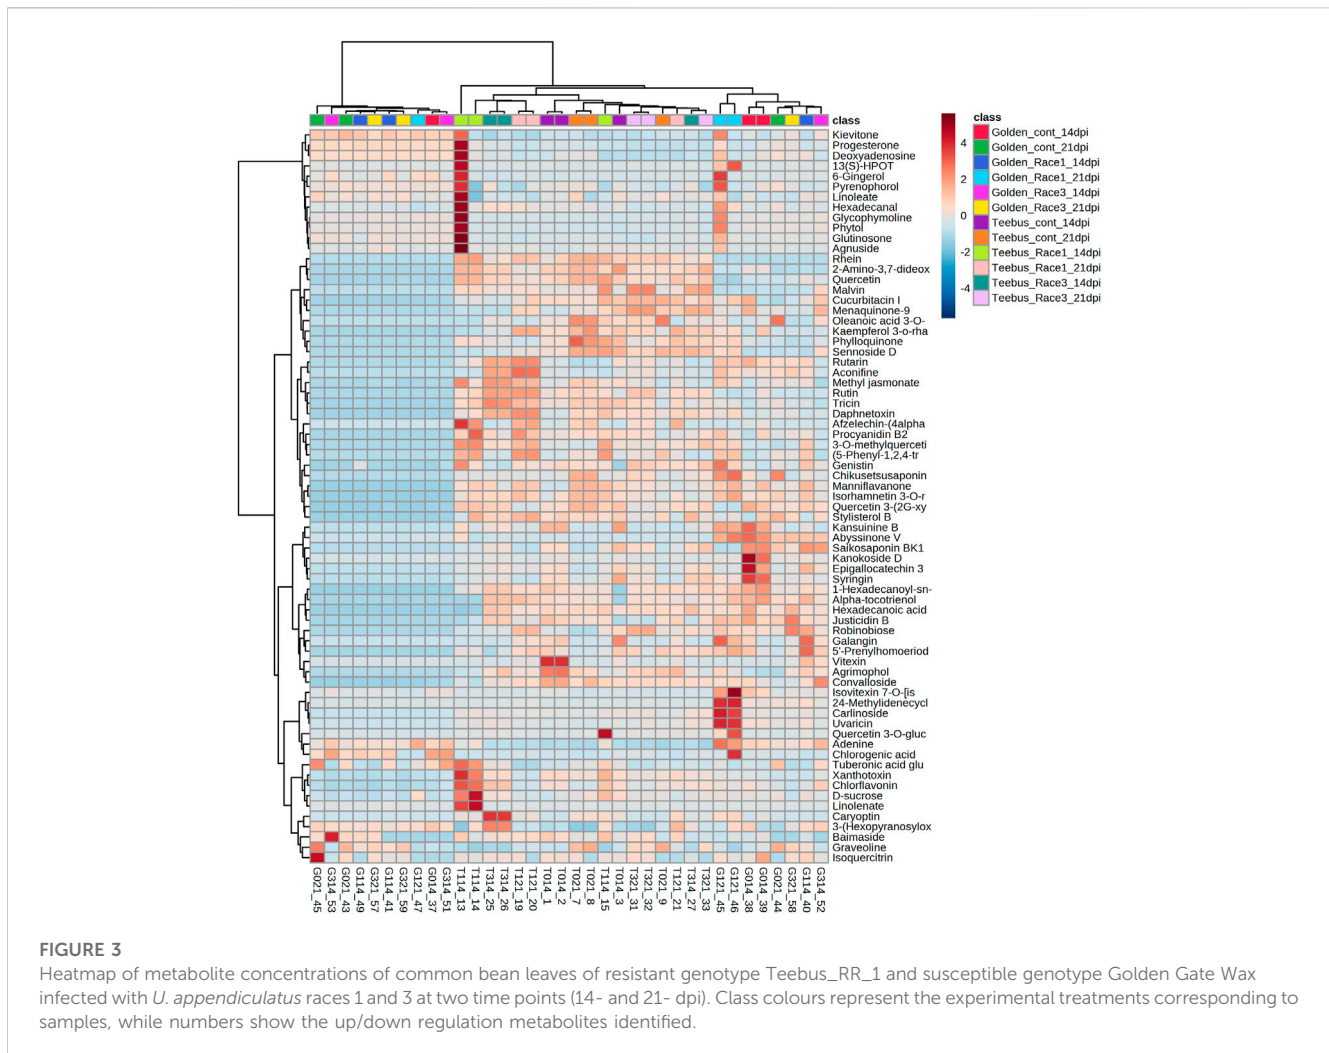 class
Kievitone
Progesterone
Deoxyadenosine
13(S)-HPOT
6-Gingerol
Pyrenophorol
Linoleate
Hexadecanal
Glycophymoline
Phytol
Glutinosone
Agnuside
Rhein
2-Amino-3,7-dideox
Quercetin
Malvin
Cucurbitacin I
Menaquinone-9
Oleanoic acid 3-O-
Kaempferol 3-o-rha
Phylloquinone
Sennoside D
Rutarin
Aconifine
Methyl jasmonate
Rutin
Tricin
Daphnetoxin
Afzelechin-(4alpha
Procyanidin B2
3-O-methylquerceti
(5-Phenyl-1,2,4-tr
Genistin
Chikusetsusaponin
Manniflavanone
Isorhamnetin 3-O-r
Quercetin 3-(2G-xy
Stylisterol B
Kansuinine B
Abyssinone V
Saikosaponin BK1
Kanokoside D
Epigallocatechin 3
Syringin
1-Hexadecanoyl-sn-
Alpha-tocotrienol
Hexadecanoic acid
Justicidin B
Robinobiose
Galangin
5'-Prenylhomoeriod
Vitexin
Agrimophol
Convalloside
Isovitexin 7-O-[is
24-Methylidenecycl
Carlinoside
Uvaricin
Quercetin 3-O-gluc
Adenine
Chlorogenic acid
Tuberonic acid glu
Xanthotoxin
Chlorflavonin
D-sucrose
Linolenate
Caryoptin
3-(Hexopyranosylox
Baimaside
Graveoline
Isoquercitrin
4
2
0
-2
-4
class
Golden_cont_14dpi
Golden_cont_21dpi
Golden_Race1_14dpi
Golden_Race1_21dpi
Golden_Race3_14dpi
Golden_Race3_21dpi
Teebus_cont_14dpi
Teebus_cont_21dpi
Teebus_Race1_14dpi
Teebus_Race1_21dpi
Teebus_Race3_14dpi
Teebus_Race3_21dpi
G021_45
G314_53
G021_43
G114_49
G321_57
G114_41
G321_59
G121_47
G014_37
G314_51
T114_13
T114_14
T314_25
T314_26
T121_19
T121_20
T014_1
T014_2
T021_7
T021_8
T114_15
T014_3
T321_31
T321_32
T021_9
T121_21
T314_27
T321_33
G121_45
G121_46
G014_38
G014_39
G021_44
G321_58
G114_40
G314_52
FIGURE 3
Heatmap of metabolite concentrations of common bean leaves of resistant genotype Teebus_RR_1 and susceptible genotype Golden Gate Wax
infected with U. appendiculatus races 1 and 3 at two time points (14- and 21- dpi). Class colours represent the experimental treatments corresponding to
samples, while numbers show the up/down regulation metabolites identified.